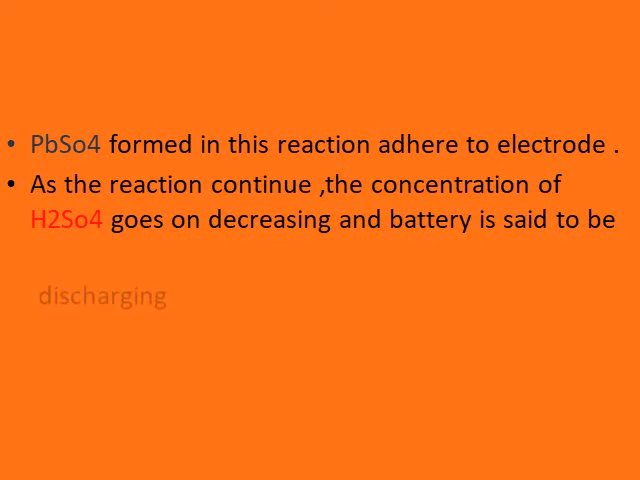 • PbSo4 formed in this reaction adhere to electrode .
• As the reaction continue ,the concentration of
H2So4 goes on decreasing and battery is said to be
discharging